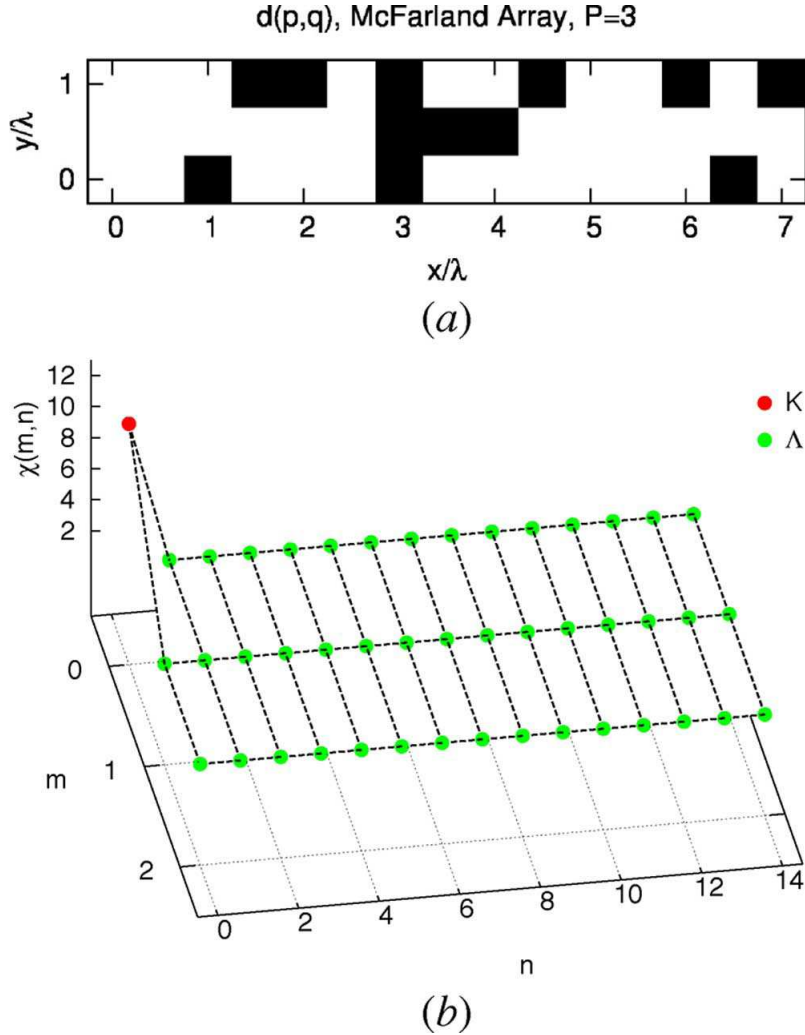 d(p,q), McFarland Array, P=3
1
0
y/λ
0 1 2 3 4 5 6 7
x/λ
(a)
12
10
8
6
4
2
χ(m,n)
K
Λ
0
1
2
m
0 2 4 6 8 10 12 14
n
(b)